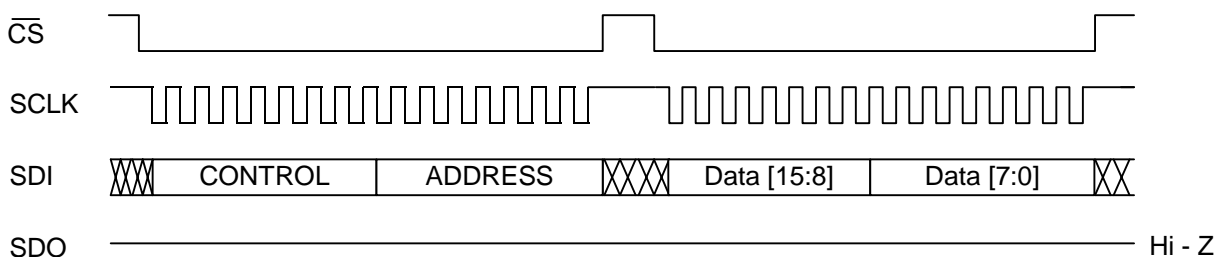 CS
SCLK
SDI CONTROL ADDRESS Data [15:8] Data [7:0]
SDO Hi - Z